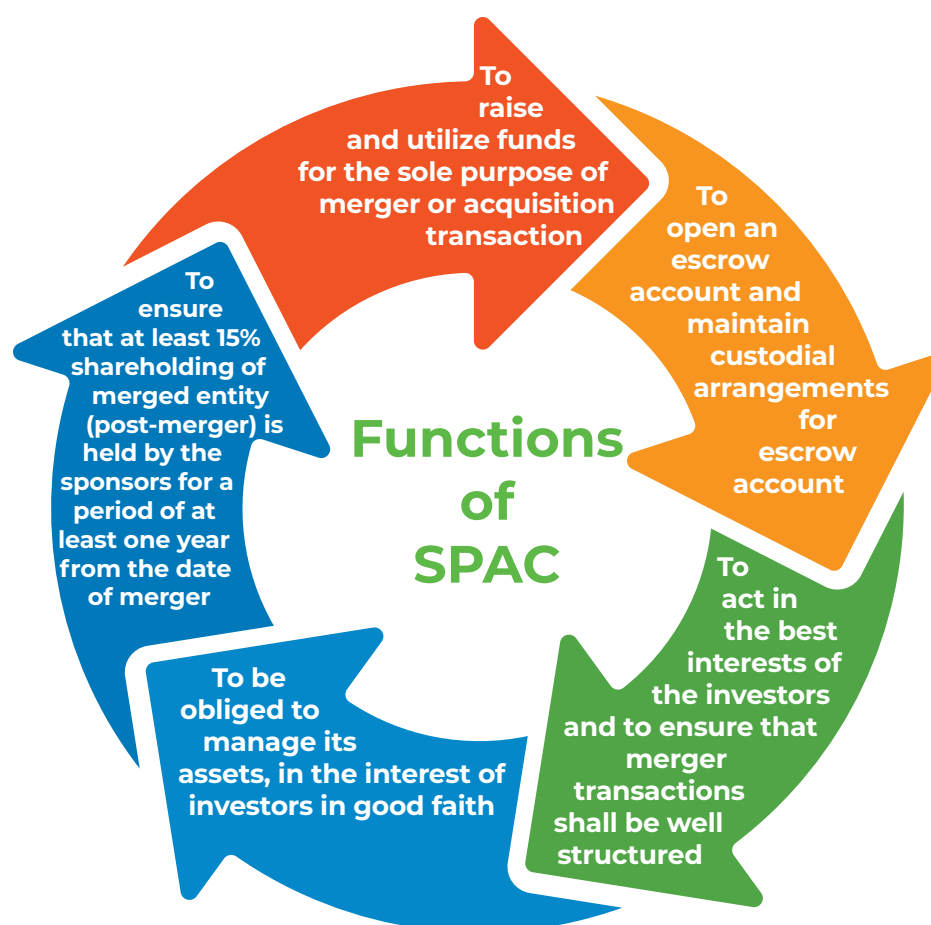 To
raise
and utilize funds
for the sole purpose of
merger or acquisition
transaction
To
open an
escrow
account and
maintain
custodial
arrangements
for
escrow
account
To
act in
the best
interests of
the investors
and to ensure that
merger
transactions
shall be well
structured
To be
obliged to
manage its
assets, in the interest of
investors in good faith
To
ensure
that at least 15%
shareholding of
merged entity
(post-merger) is
held by the
sponsors for a
period of at
least one year
from the date
of merger
Functions
of
SPAC